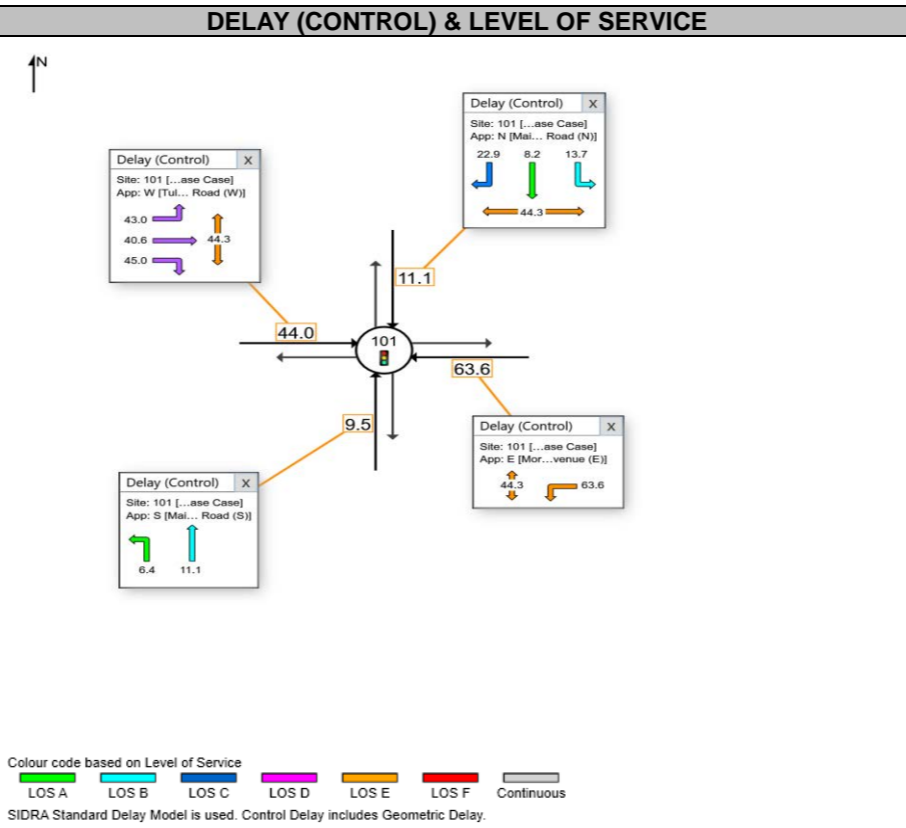 DELAY (CONTROL) & LEVEL OF SERVICE
N
Delay (Control) X
Site: 101 [...ase Case]
App: N [Mai... Road (N)]
22.9 8.2 13.7
44.3
Delay (Control) X
Site: 101 [...ase Case]
App: W [Tul... Road (W)]
43.0
40.6 44.3
45.0
11.1
44.0
101
63.6
9.5
Delay (Control) X
Site: 101 [...ase Case]
App: E [Mor...venue (E)]
44.3 63.6
Delay (Control) X
Site: 101 [...ase Case]
App: S [Mai... Road (S)]
6.4 11.1
Colour code based on Level of Service
LOS A LOS B LOS C LOS D LOS E LOS F Continuous
SIDRA Standard Delay Model is used. Control Delay includes Geometric Delay.